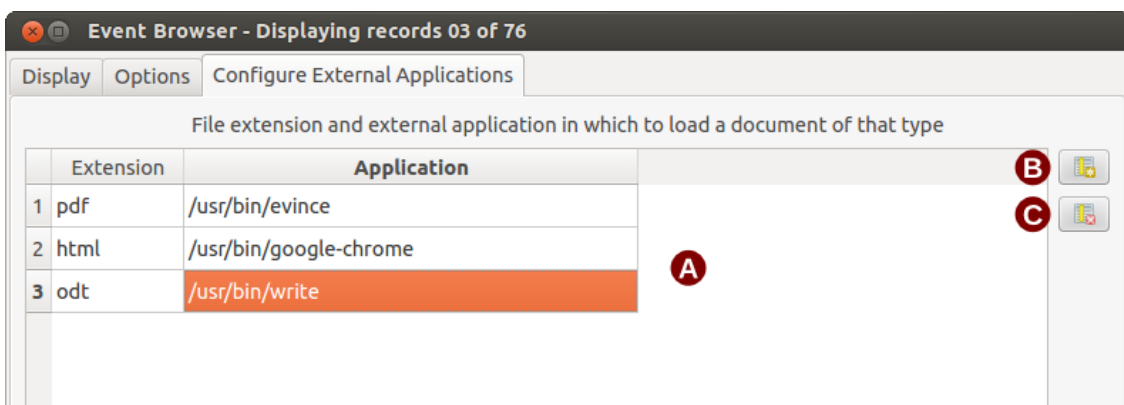 Event Browser - Displaying records 03 of 76
Display Options Configure External Applications
File extension and external application in which to load a document of that type
Extension Application B
1 pdf /usr/bin/evince C
2 html /usr/bin/google-chrome A
3 odt /usr/bin/write